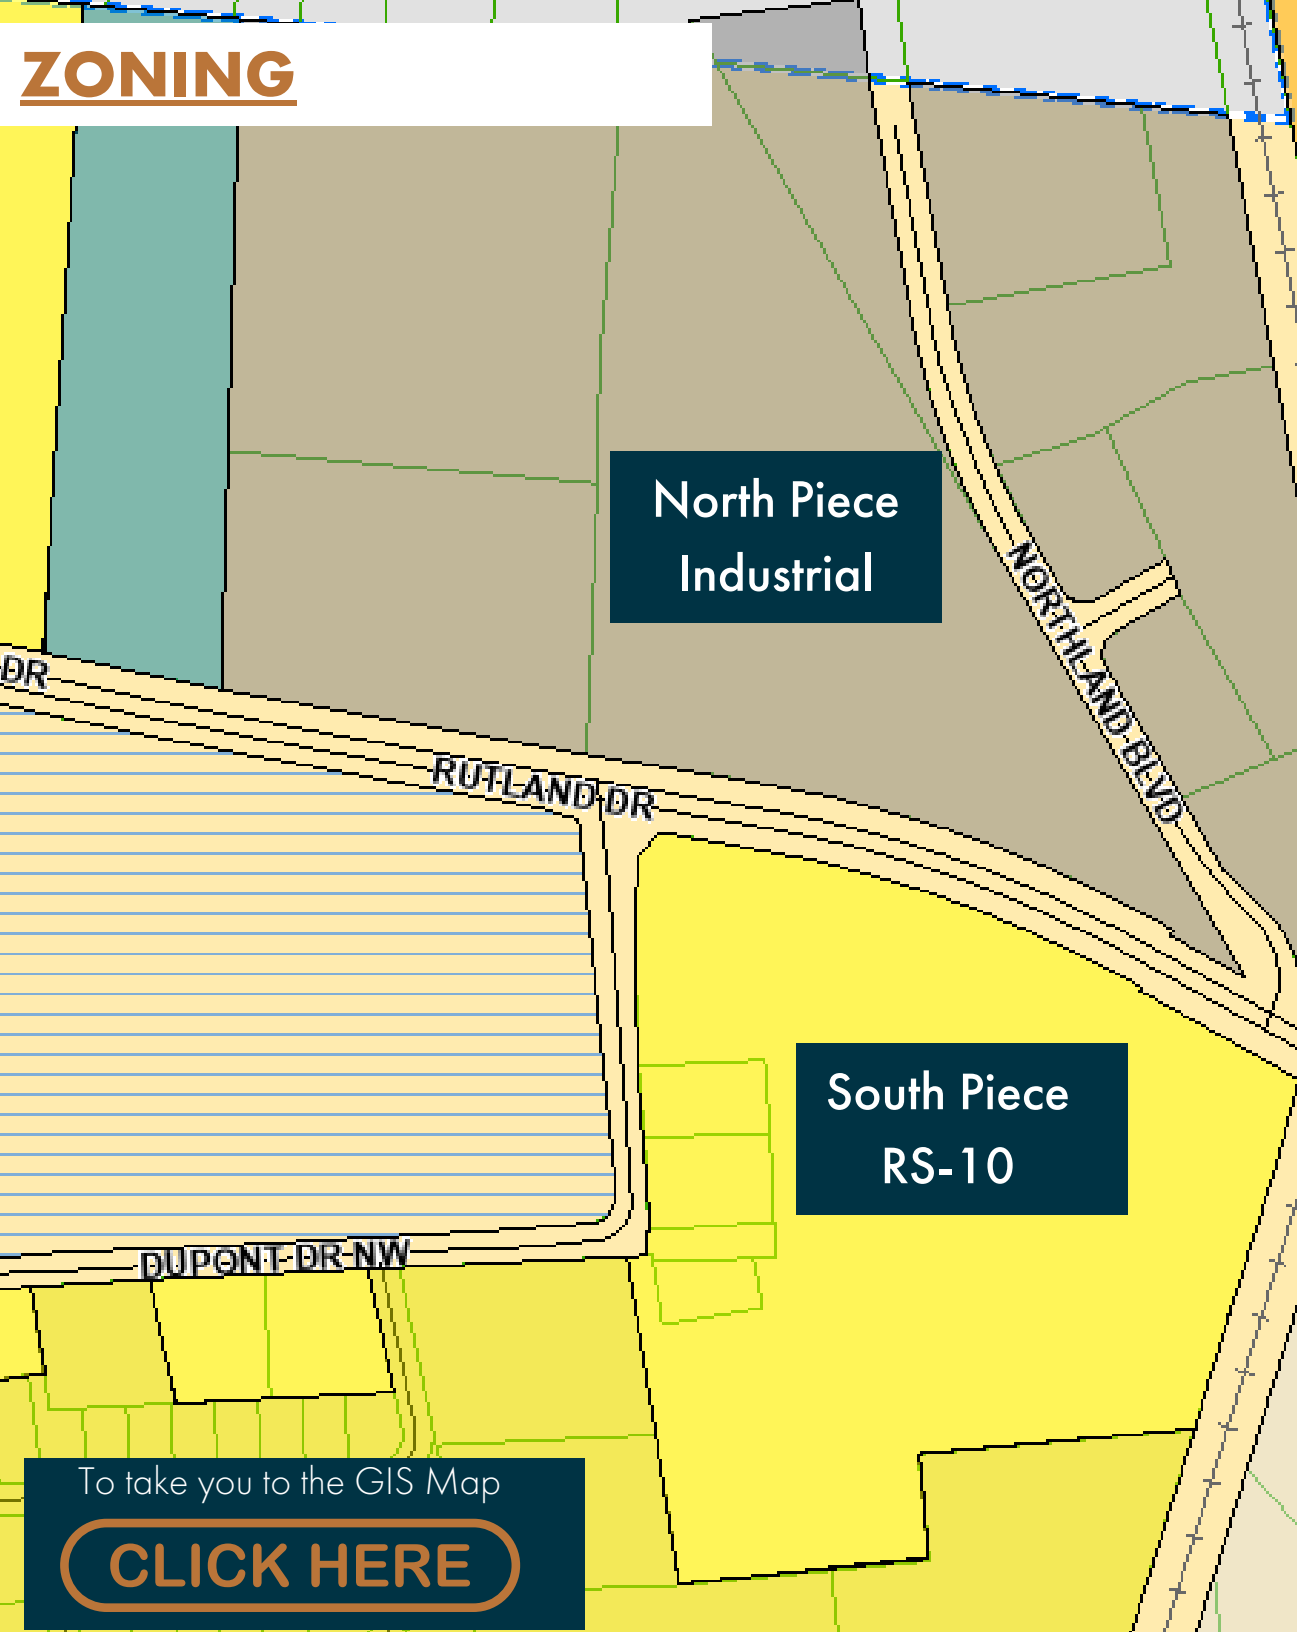 ZONING
North Piece
Industrial
NORTHLAND BLVD
DR
RUTLAND DR
South Piece
RS-10
DUPONT DR NW
To take you to the GIS Map
CLICK HERE